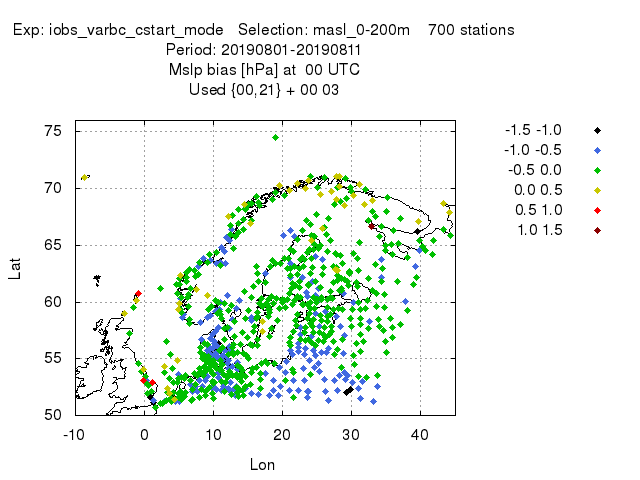 Exp: iobs_varbc_cstart_mode   Selection: masl_0-200m    700 stations
Period: 20190801-20190811
Mslp bias [hPa] at  00 UTC
Used {00,21} + 00 03
-1.5 -1.0
-1.0 -0.5
-0.5 0.0
0.0 0.5
0.5 1.0
1.0 1.5
75
70
65
60
55
50
Lat
-10 0 10 20 30 40
Lon